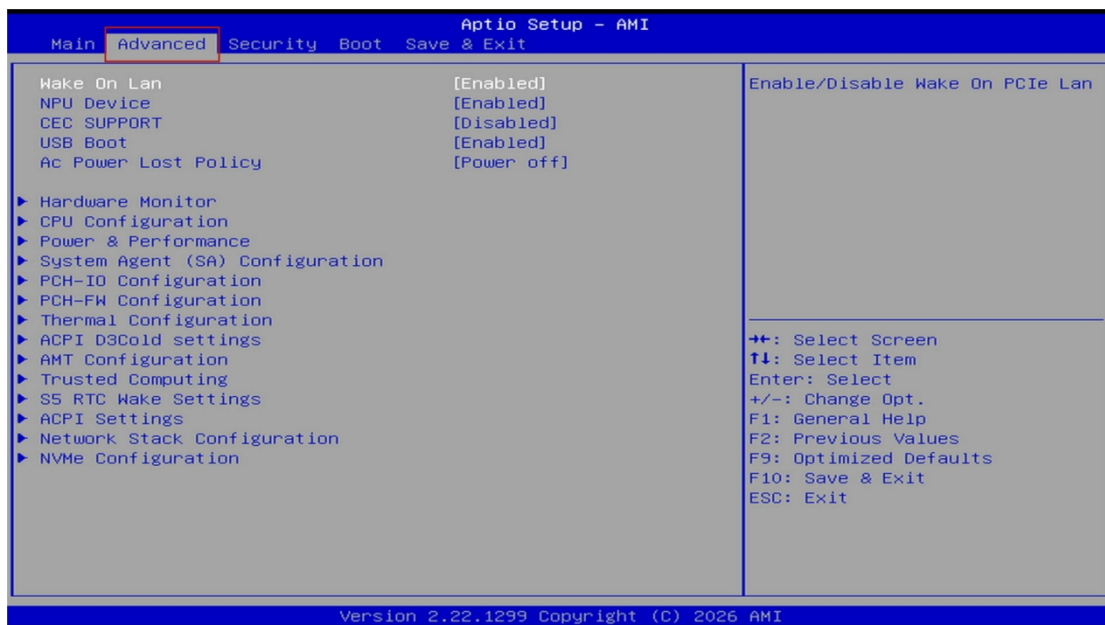 Aptio Setup - AMI
Main Advanced Security Boot Save & Exit
Wake On Lan [Enabled]
NPU Device [Enabled]
CEC SUPPORT [Disabled]
USB Boot [Enabled]
Ac Power Lost Policy [Power off]
Hardware Monitor
CPU Configuration
Power & Performance
System Agent (SA) Configuration
PCH-IO Configuration
PCH-FW Configuration
Thermal Configuration
ACPI D3Cold settings
AMT Configuration
Trusted Computing
S5 RTC Wake Settings
ACPI Settings
Network Stack Configuration
NVMe Configuration
Enable/Disable Wake On PCIe Lan
→←: Select Screen
↑↓: Select Item
Enter: Select
+/-: Change Opt.
F1: General Help
F2: Previous Values
F9: Optimized Defaults
F10: Save & Exit
ESC: Exit
Version 2.22.1299 Copyright (C) 2026 AMI